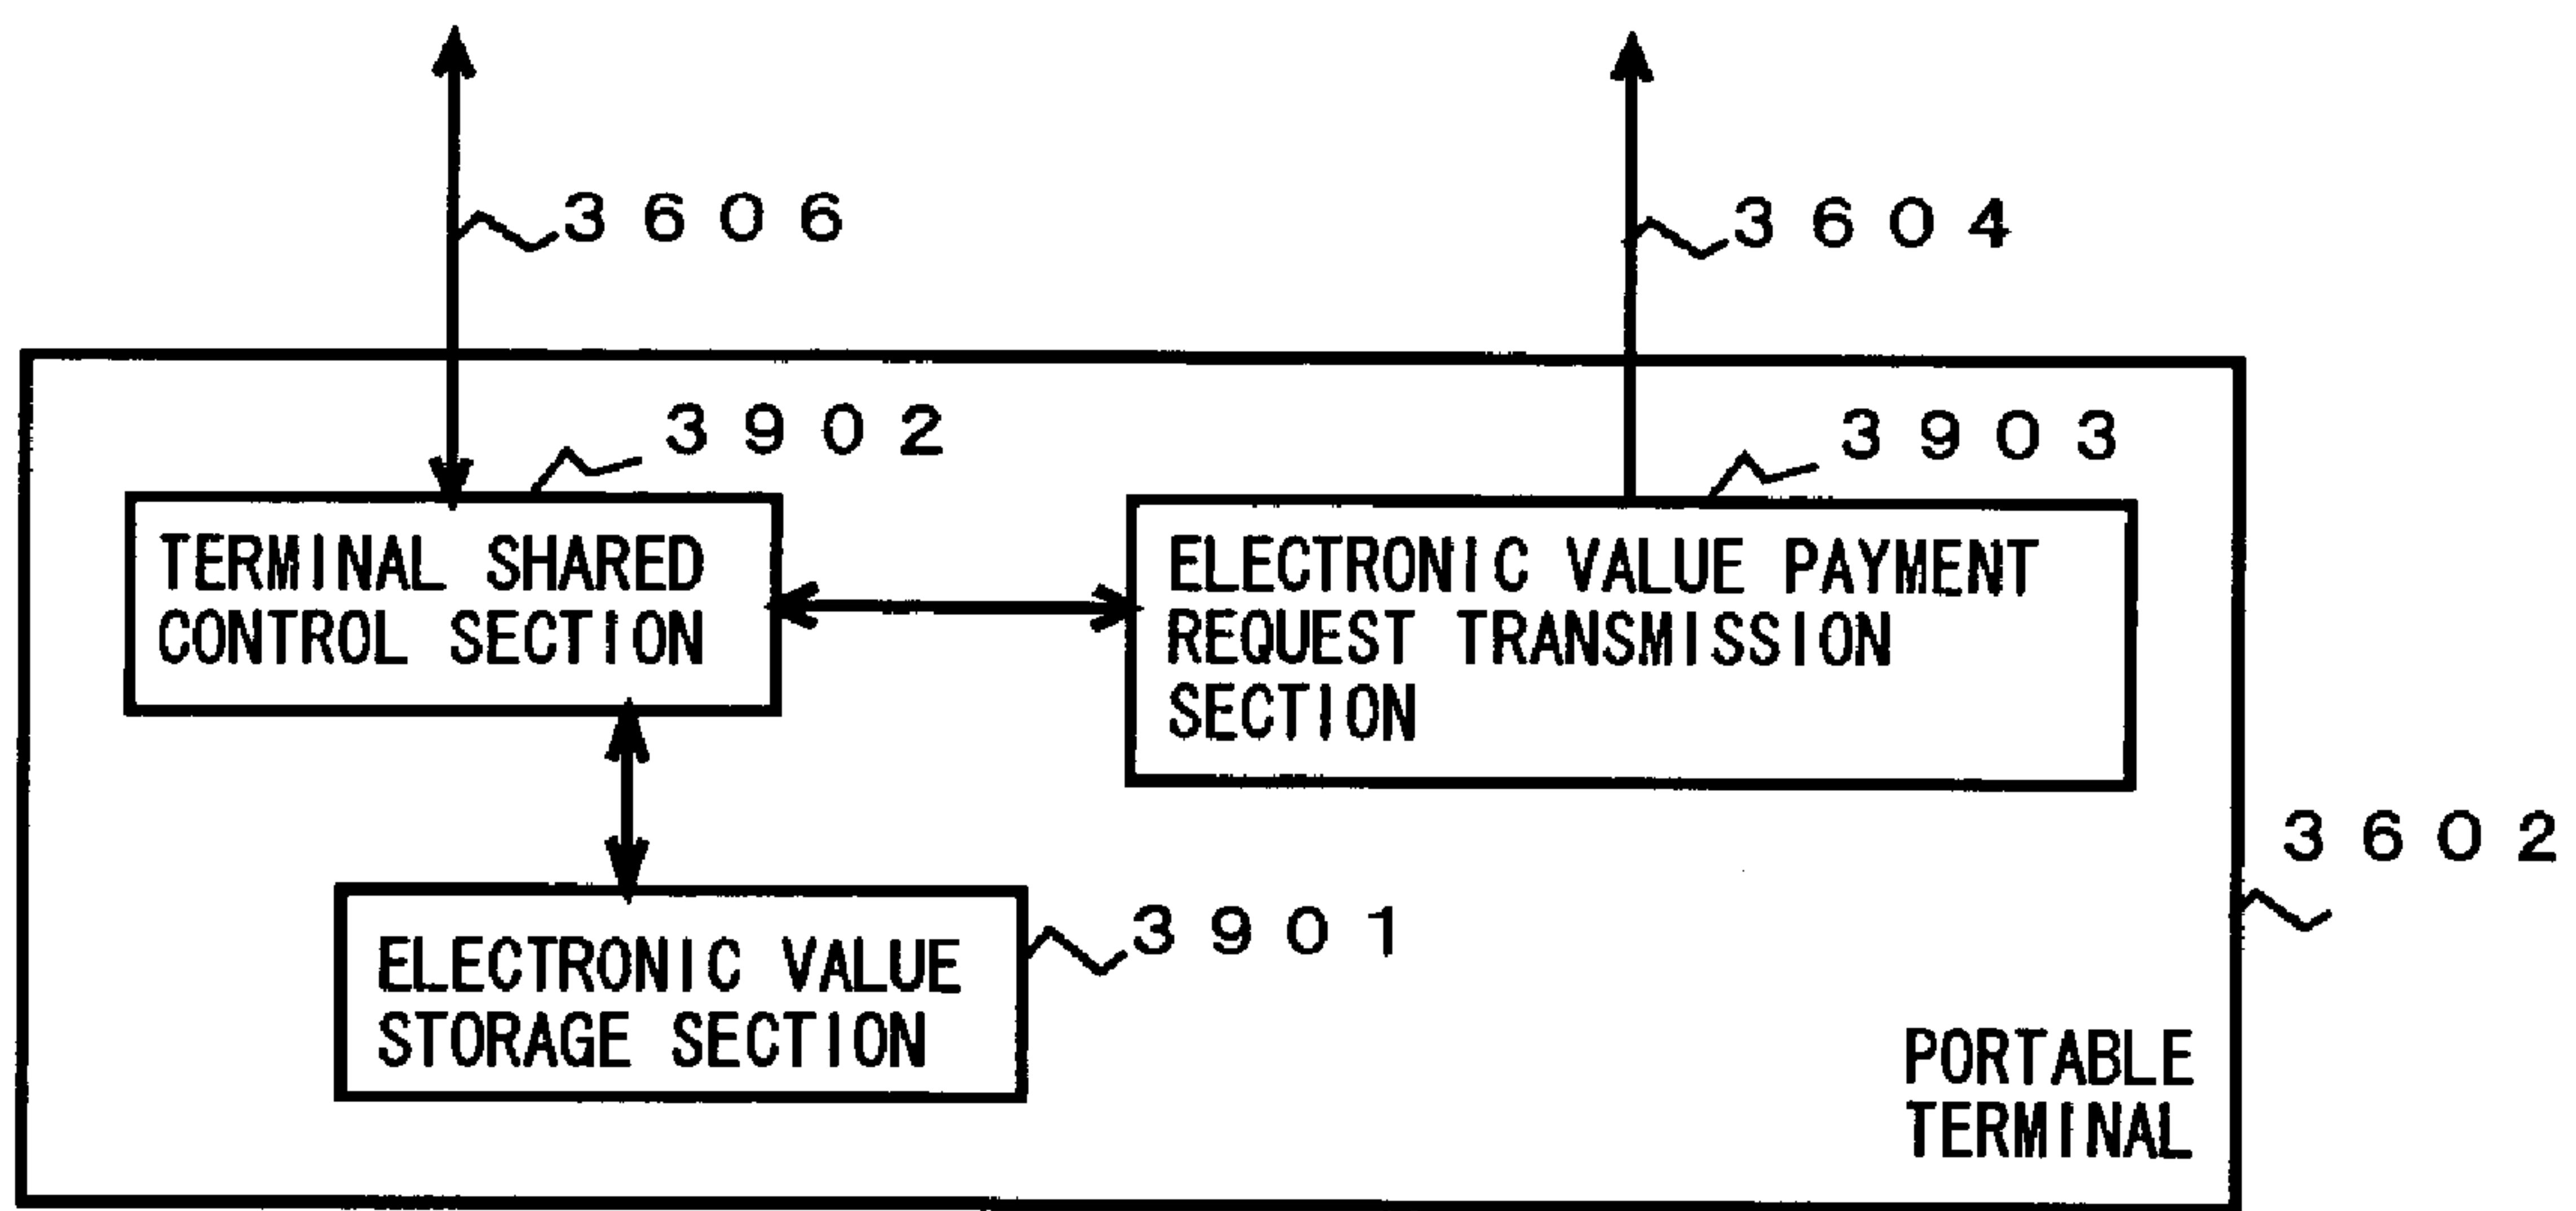 3606
3604
3902
3903
TERMINAL SHARED
CONTROL SECTION
ELECTRONIC VALUE PAYMENT
REQUEST TRANSMISSION
SECTION
3602
3901
ELECTRONIC VALUE
STORAGE SECTION
PORTABLE
TERMINAL